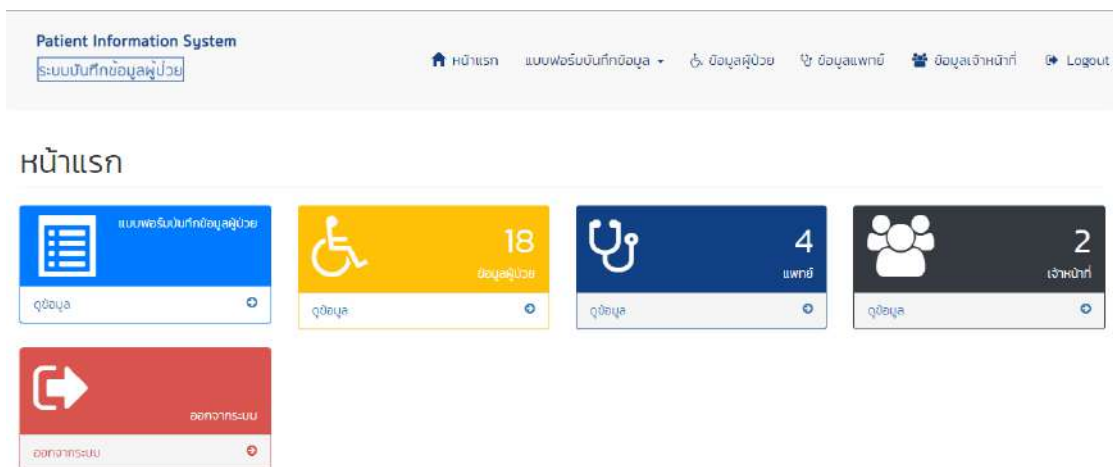 Patient Information System
ระบบบันทึกข้อมูลผู้ป่วย
หน้าแรก แบบฟอร์มบันทึกข้อมูล ข้อมูลผู้ป่วย ข้อมูลแพทย์ ข้อมูลเจ้าหน้าที่ Logout
หน้าแรก
แบบฟอร์มบันทึกข้อมูลผู้ป่วย
ดูข้อมูล
18
ข้อมูลผู้ป่วย
ดูข้อมูล
4
แพทย์
ดูข้อมูล
2
เจ้าหน้าที่
ดูข้อมูล
ออกจากระบบ
ออกจากระบบ